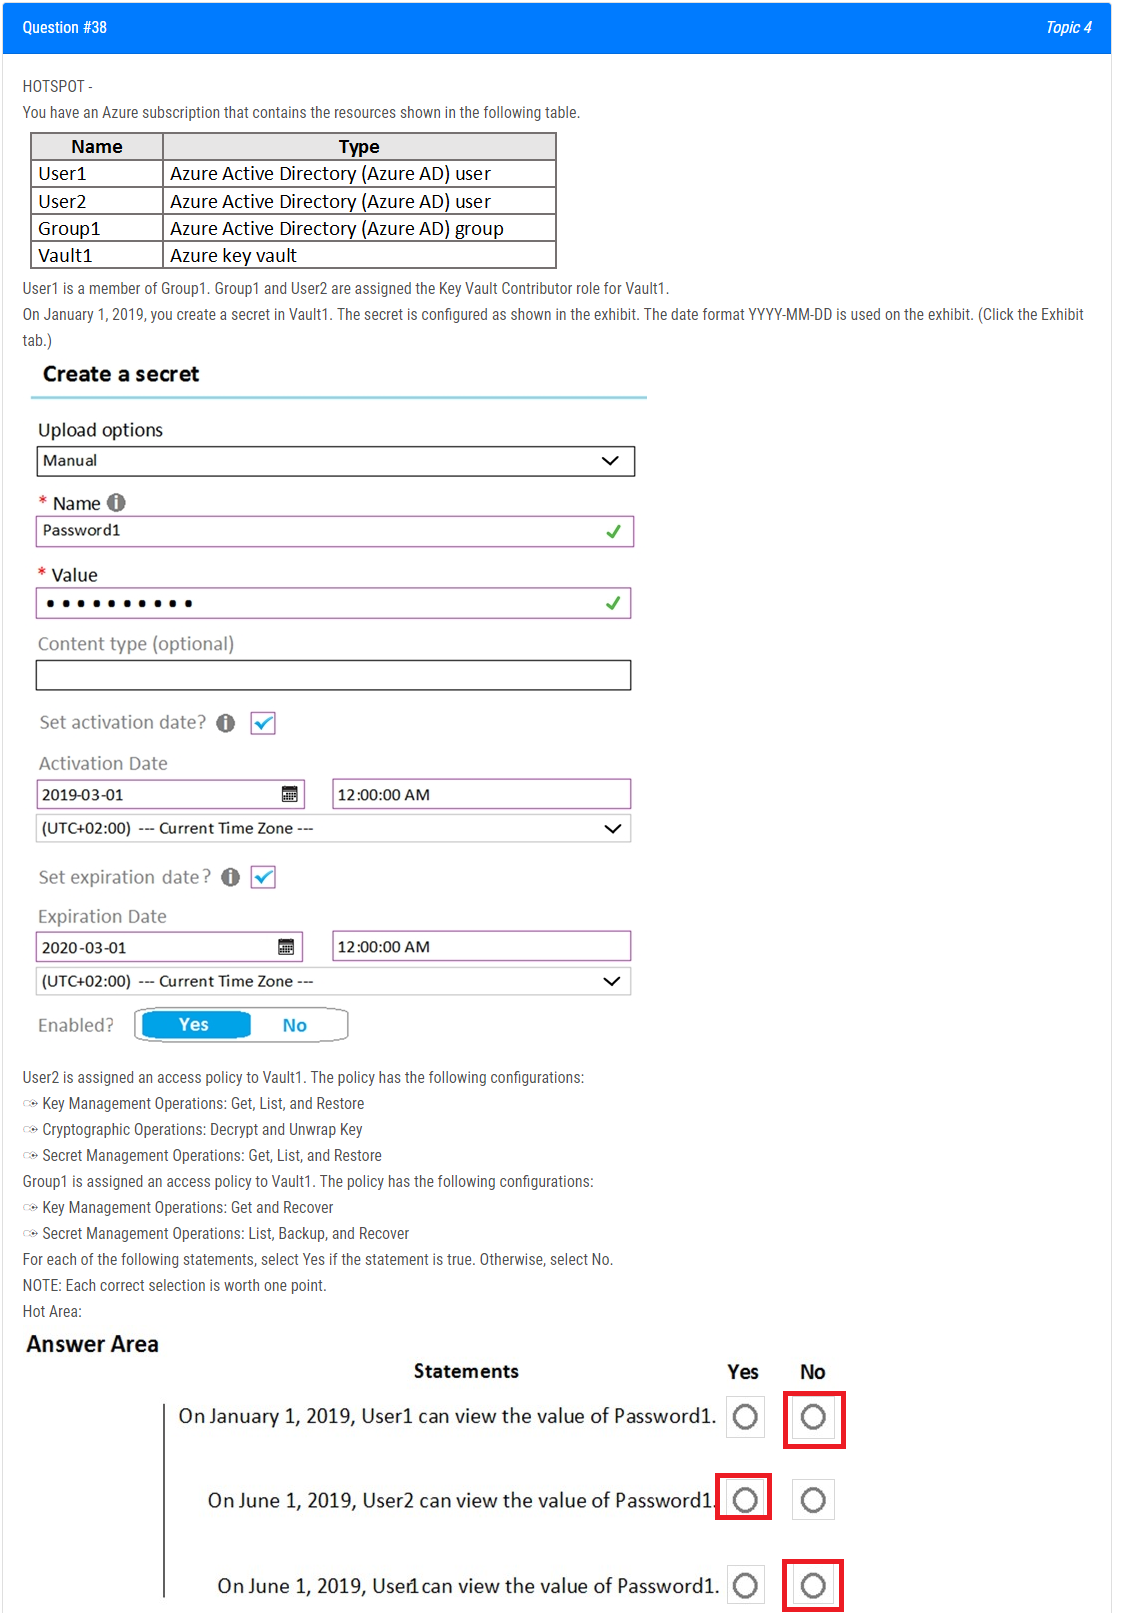 Question #38
Topic 4
HOTSPOT -
You have an Azure subscription that contains the resources shown in the following table.
Name Type
User1 Azure Active Directory (Azure AD) user
User2 Azure Active Directory (Azure AD) user
Group1 Azure Active Directory (Azure AD) group
Vault1 Azure key vault
User1 is a member of Group1. Group1 and User2 are assigned the Key Vault Contributor role for Vault1.
On January 1, 2019, you create a secret in Vault1. The secret is configured as shown in the exhibit. The date format YYYY-MM-DD is used on the exhibit. (Click the Exhibit
tab.)
Create a secret
Upload options
Manual
* Name
Password1
* Value
Content type (optional)
Set activation date?
Activation Date
2019-03-01 12:00:00 AM
(UTC+02:00) --- Current Time Zone ---
Set expiration date?
Expiration Date
2020-03-01 12:00:00 AM
(UTC+02:00) --- Current Time Zone ---
Enabled? Yes No
User2 is assigned an access policy to Vault1. The policy has the following configurations:
Key Management Operations: Get, List, and Restore
Cryptographic Operations: Decrypt and Unwrap Key
Secret Management Operations: Get, List, and Restore
Group1 is assigned an access policy to Vault1. The policy has the following configurations:
Key Management Operations: Get and Recover
Secret Management Operations: List, Backup, and Recover
For each of the following statements, select Yes if the statement is true. Otherwise, select No.
NOTE: Each correct selection is worth one point.
Hot Area:
Answer Area
Statements Yes No
On January 1, 2019, User1 can view the value of Password1.
On June 1, 2019, User2 can view the value of Password1.
On June 1, 2019, User1 can view the value of Password1.